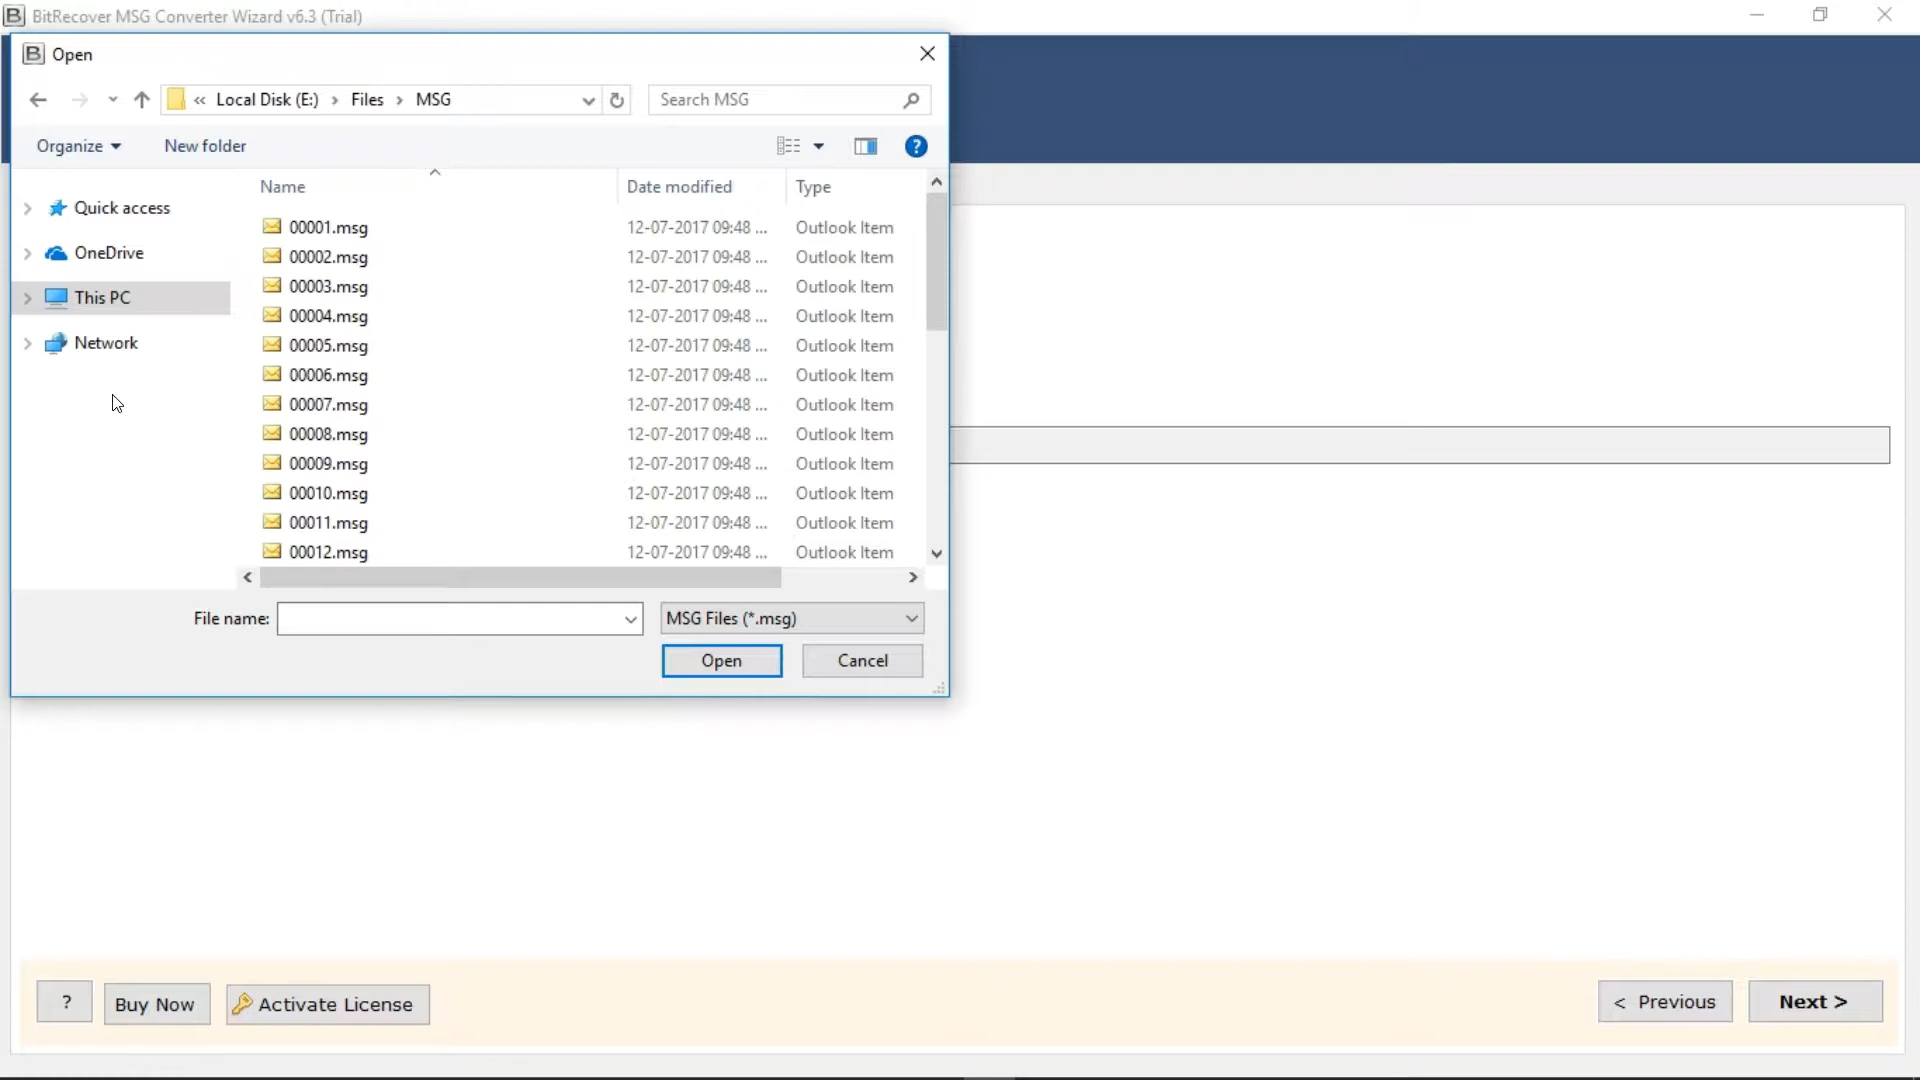 BitRecover MSG Converter Wizard v6.3 (Trial)
Open
« Local Disk (E:) › Files › MSG
Search MSG
Organize
New folder
?
Name Date modified Type
Quick access
OneDrive
This PC
Network
00001.msg 12-07-2017 09:48 ... Outlook Item
00002.msg 12-07-2017 09:48 ... Outlook Item
00003.msg 12-07-2017 09:48 ... Outlook Item
00004.msg 12-07-2017 09:48 ... Outlook Item
00005.msg 12-07-2017 09:48 ... Outlook Item
00006.msg 12-07-2017 09:48 ... Outlook Item
00007.msg 12-07-2017 09:48 ... Outlook Item
00008.msg 12-07-2017 09:48 ... Outlook Item
00009.msg 12-07-2017 09:48 ... Outlook Item
00010.msg 12-07-2017 09:48 ... Outlook Item
00011.msg 12-07-2017 09:48 ... Outlook Item
00012.msg 12-07-2017 09:48 ... Outlook Item
File name:
MSG Files (*.msg)
Open
Cancel
?
Buy Now
Activate License
< Previous
Next >